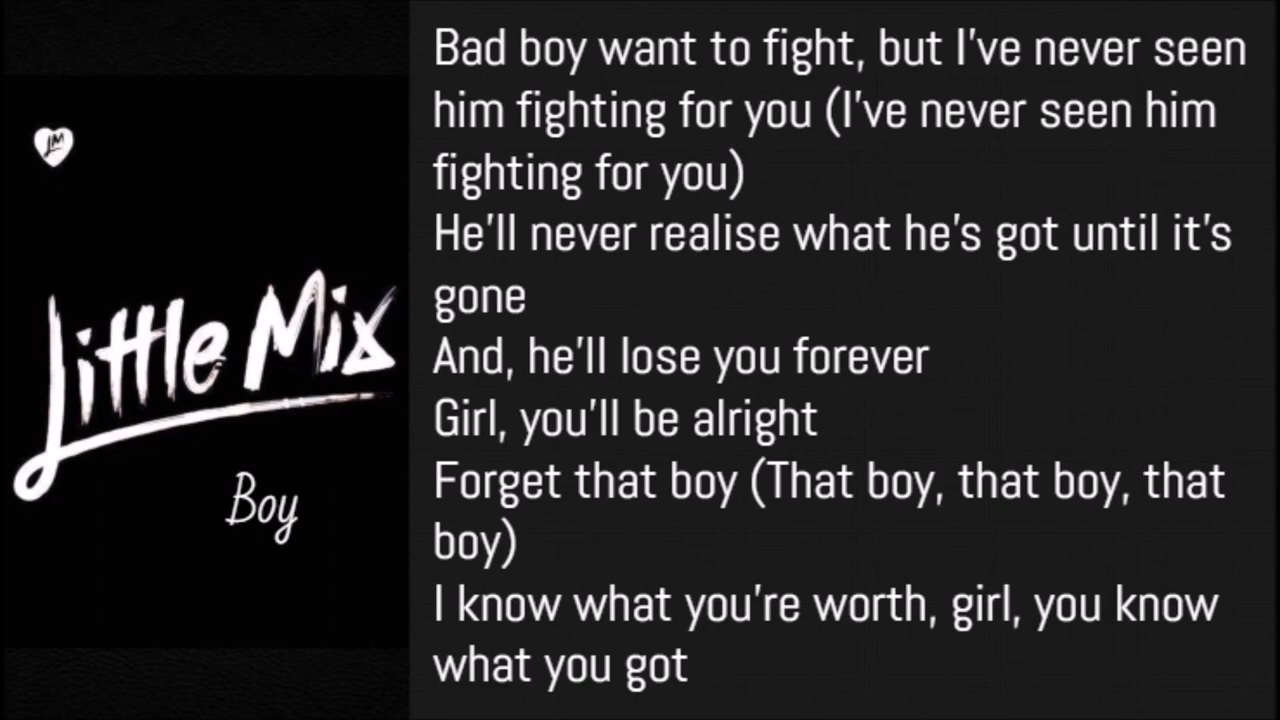 LM
Little Mix
Boy
Bad boy want to fight, but I've never seen
him fighting for you (I've never seen him
fighting for you)
He'll never realise what he's got until it's
gone
And, he'll lose you forever
Girl, you'll be alright
Forget that boy (That boy, that boy, that
boy)
I know what you're worth, girl, you know
what you got